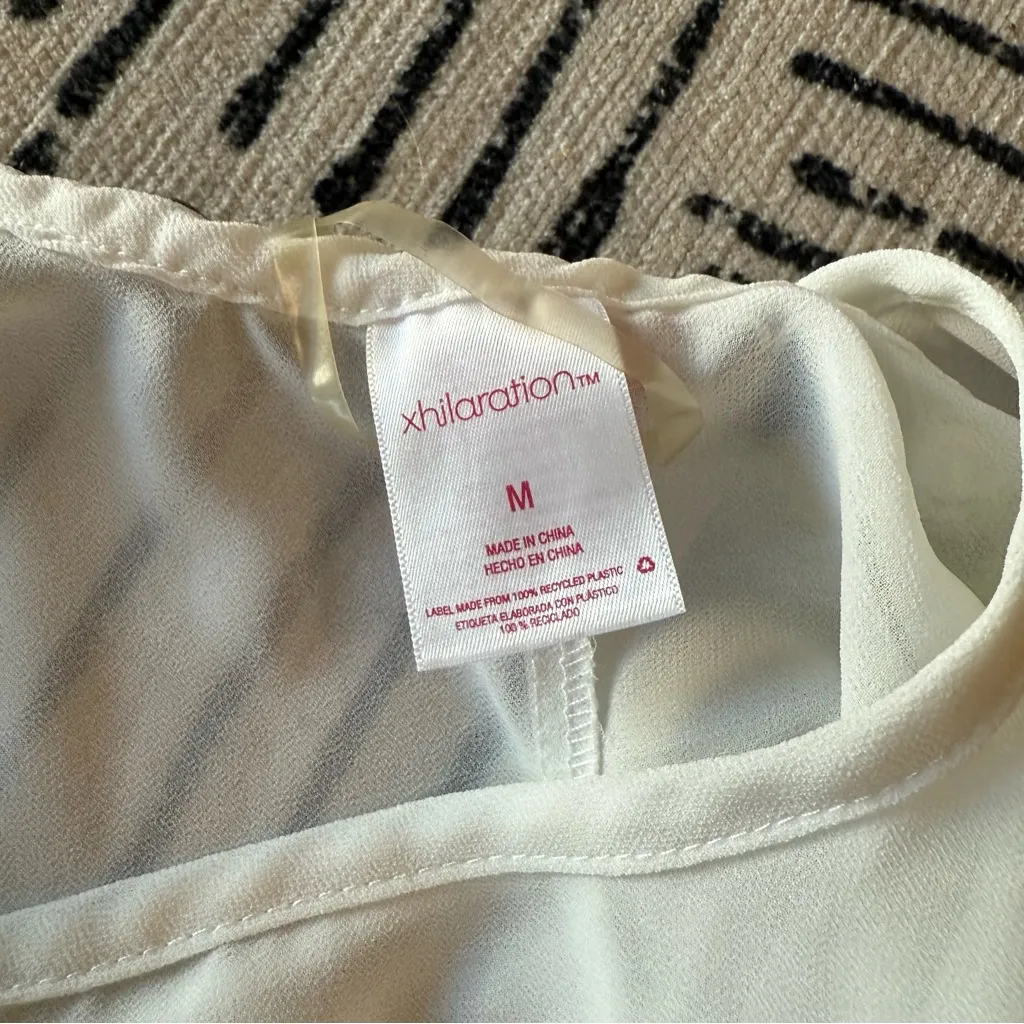 xhilaration™
M
MADE IN CHINA
HECHO EN CHINA
LABEL MADE FROM 100% RECYCLED PLASTIC
ETIQUETA ELABORADA CON PLÁSTICO
100 % RECICLADO